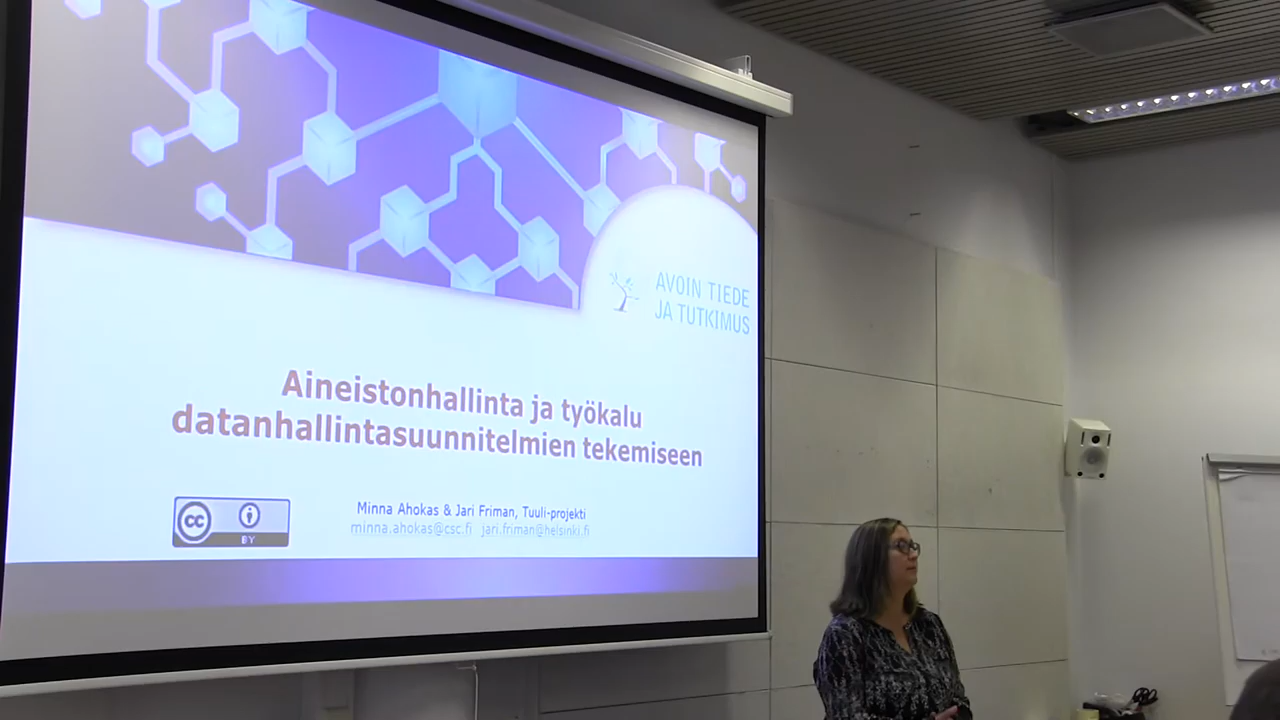 AVOIN TIEDE
JA TUTKIMUS
Aineistonhallinta ja työkalu
datanhallintasuunnitelmien tekemiseen
cc
BY
Minna Ahokas & Jari Friman, Tuuli-projekti
minna.ahokas@csc.fi jari.friman@helsinki.fi